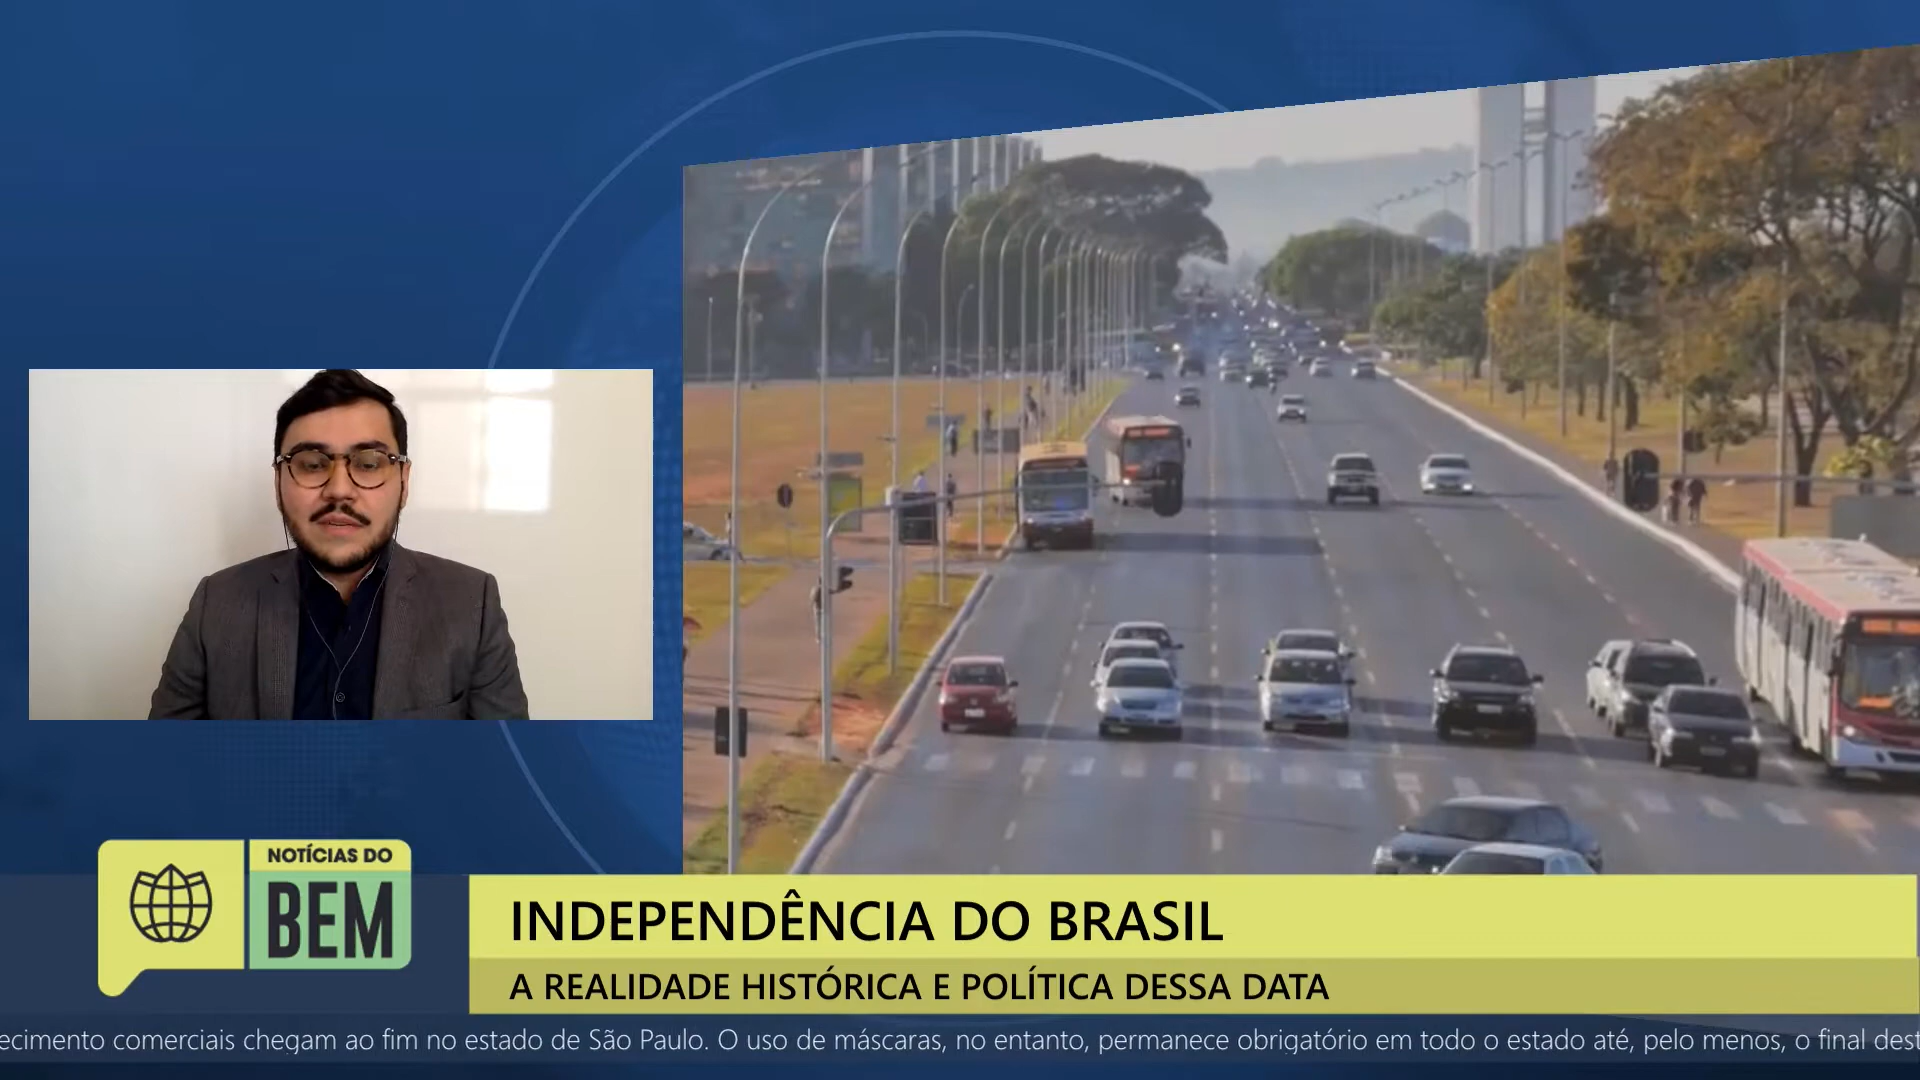 NOTÍCIAS DO
BEM
INDEPENDÊNCIA DO BRASIL
A REALIDADE HISTÓRICA E POLÍTICA DESSA DATA
ecimento comerciais chegam ao fim no estado de São Paulo. O uso de máscaras, no entanto, permanece obrigatório em todo o estado até, pelo menos, o final dest